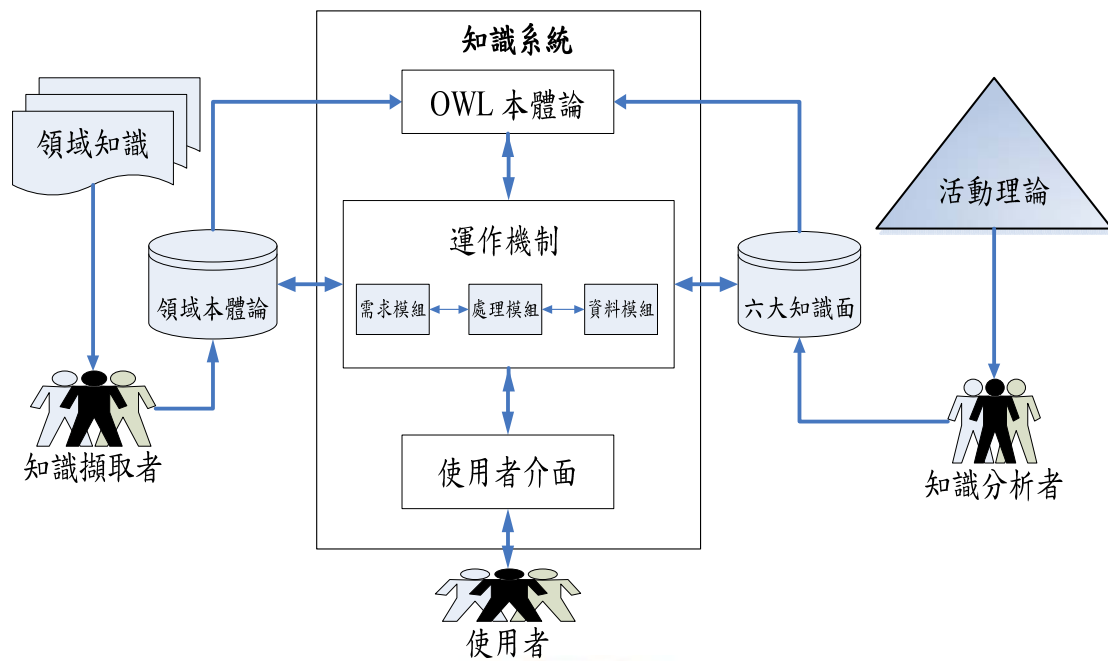 知識系統
OWL 本體論
領域知識
活動理論
運作機制
領域本體論
需求模組
處理模組
資料模組
六大知識面
知識擷取者
使用者介面
知識分析者
使用者